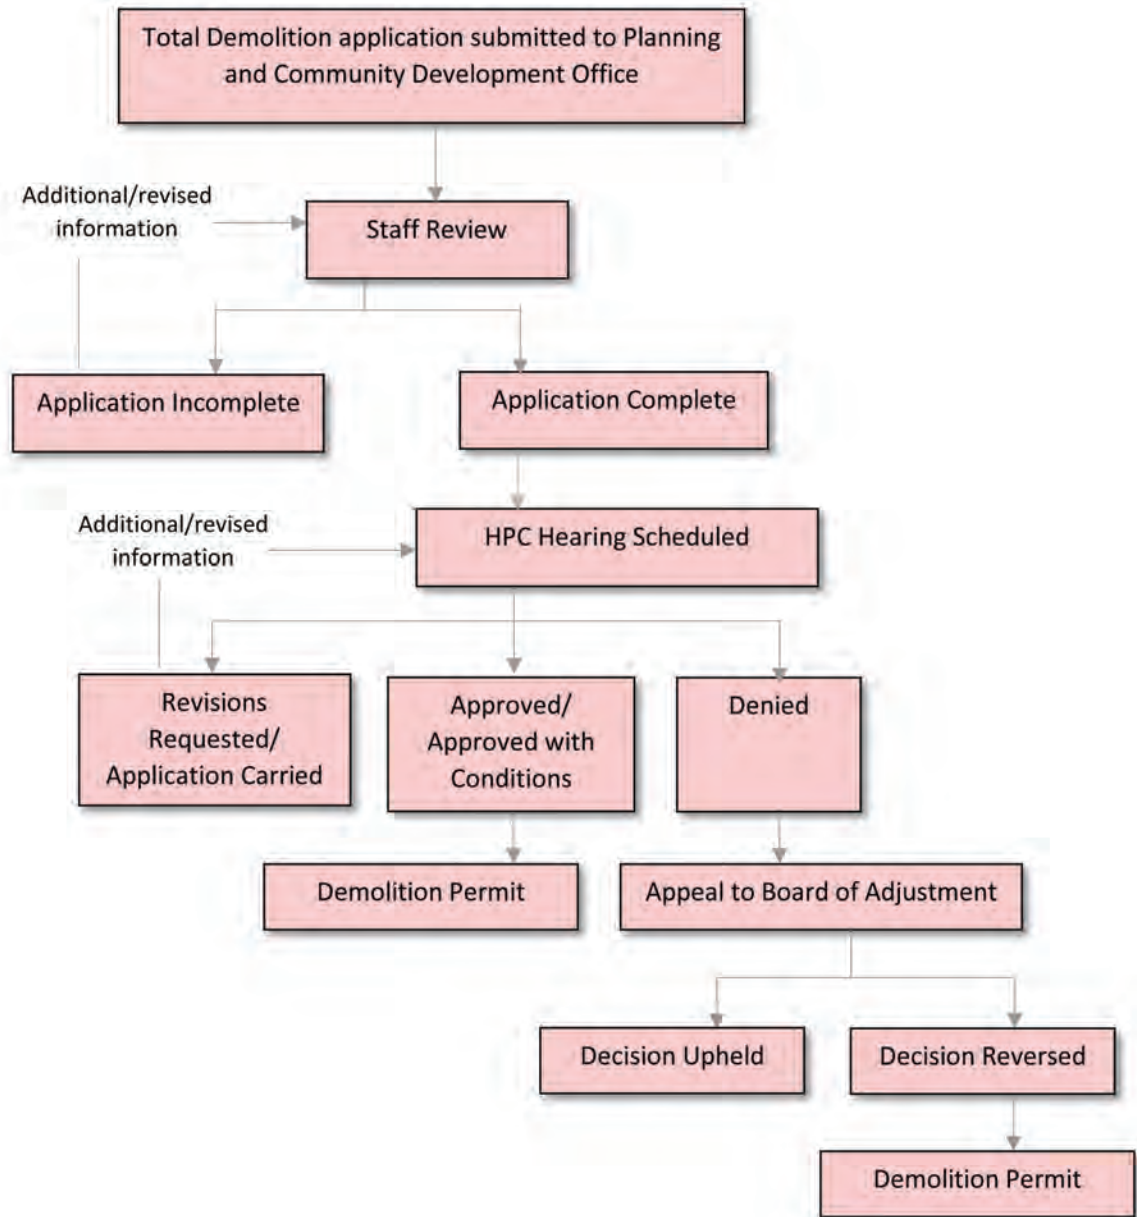 Total Demolition application submitted to Planning
and Community Development Office
Additional/revised
information
Staff Review
Application Incomplete
Application Complete
Additional/revised
information
HPC Hearing Scheduled
Revisions
Requested/
Application Carried
Approved/
Approved with
Conditions
Denied
Demolition Permit
Appeal to Board of Adjustment
Decision Upheld
Decision Reversed
Demolition Permit